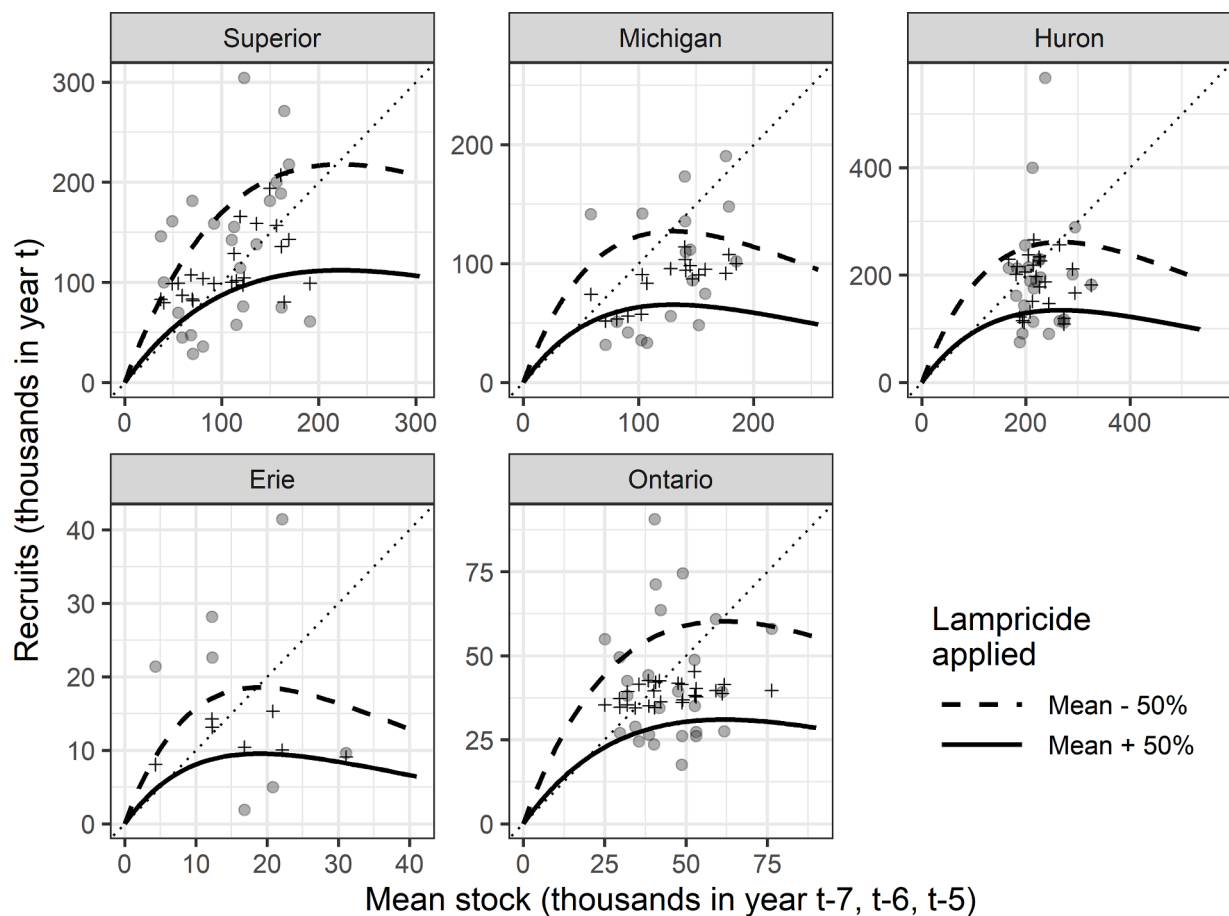 Superior
Michigan
Huron
300
200
100
0
200
100
0
400
200
0
0 100 200 300
0 100 200
0 200 400
Erie
Ontario
40
30
20
10
0
75
50
25
0
0 10 20 30 40
0 25 50 75
Recruits (thousands in year t)
Mean stock (thousands in year t-7, t-6, t-5)
Lampricide
applied
Mean - 50%
Mean + 50%